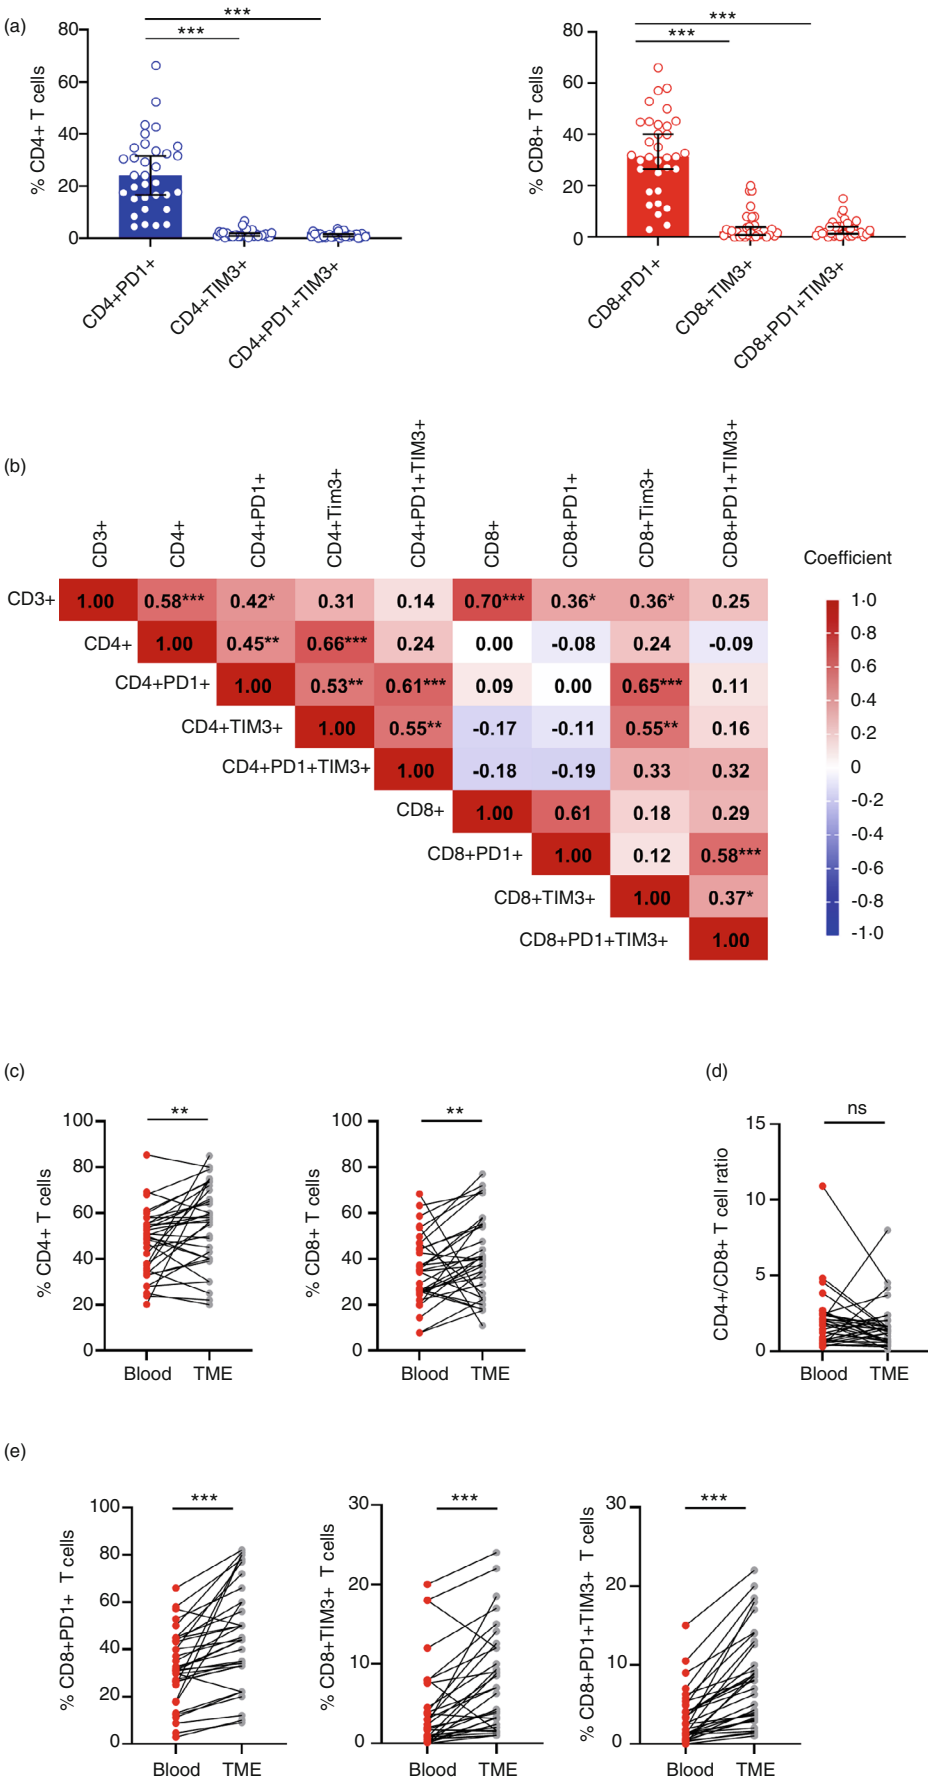 (a)
***
***
% CD4+ T cells
80
60
40
20
0
CD4+PD1+
CD4+TIM3+
CD4+PD1+TIM3+
***
***
% CD8+ T cells
80
60
40
20
0
CD8+PD1+
CD8+TIM3+
CD8+PD1+TIM3+
(b)
CD3+
CD4+
CD4+PD1+
CD4+Tim3+
CD4+PD1+TIM3+
CD8+
CD8+PD1+
CD8+Tim3+
CD8+PD1+TIM3+
CD3+ 1.00 0.58*** 0.42* 0.31 0.14 0.70*** 0.36* 0.36* 0.25
CD4+ 1.00 0.45** 0.66*** 0.24 0.00 -0.08 0.24 -0.09
CD4+PD1+ 1.00 0.53** 0.61*** 0.09 0.00 0.65*** 0.11
CD4+TIM3+ 1.00 0.55** -0.17 -0.11 0.55** 0.16
CD4+PD1+TIM3+ 1.00 -0.18 -0.19 0.33 0.32
CD8+ 1.00 0.61 0.18 0.29
CD8+PD1+ 1.00 0.12 0.58***
CD8+TIM3+ 1.00 0.37*
CD8+PD1+TIM3+ 1.00
Coefficient
1·0
0·8
0·6
0·4
0·2
0
-0·2
-0·4
-0·6
-0·8
-1·0
(c)
**
% CD4+ T cells
100
80
60
40
20
0
Blood TME
**
% CD8+ T cells
100
80
60
40
20
0
Blood TME
(d)
ns
CD4+/CD8+ T cell ratio
15
10
5
0
Blood TME
(e)
***
% CD8+PD1+ T cells
100
80
60
40
20
0
Blood TME
***
% CD8+TIM3+ T cells
30
20
10
0
Blood TME
***
% CD8+PD1+TIM3+ T cells
30
20
10
0
Blood TME